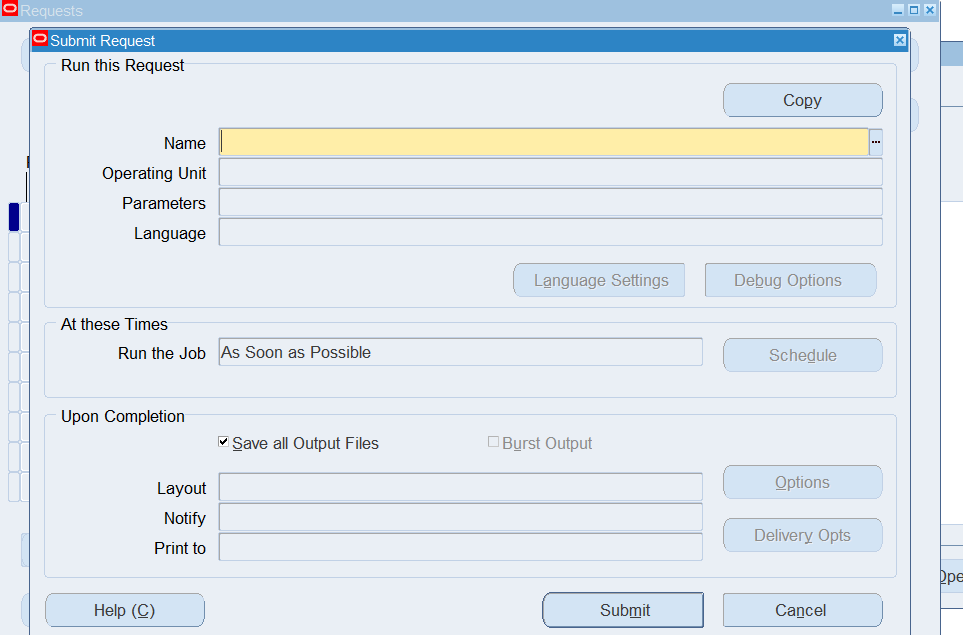 Requests
Submit Request
Run this Request
Copy
Name
...
Operating Unit
Parameters
Language
Language Settings
Debug Options
At these Times
Run the Job
As Soon as Possible
Schedule
Upon Completion
Save all Output Files
Burst Output
Layout
Options
Notify
Print to
Delivery Opts
Help (C)
Submit
Cancel